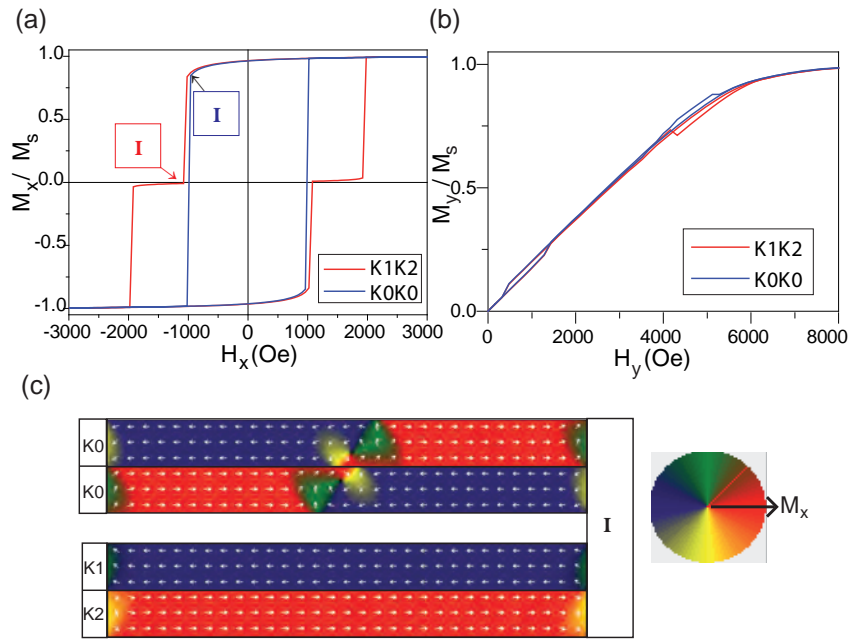 (a)
(b)
1.0
0.5
0.0
-0.5
-1.0
M_x / M_s
I
I
K1K2
K0K0
-3000 -2000 -1000 0 1000 2000 3000
H_x(Oe)
1.0
0.5
0.0
M_y/ M_s
K1K2
K0K0
0 2000 4000 6000 8000
H_y(Oe)
(c)
K0
K0
K1
K2
I
M_x